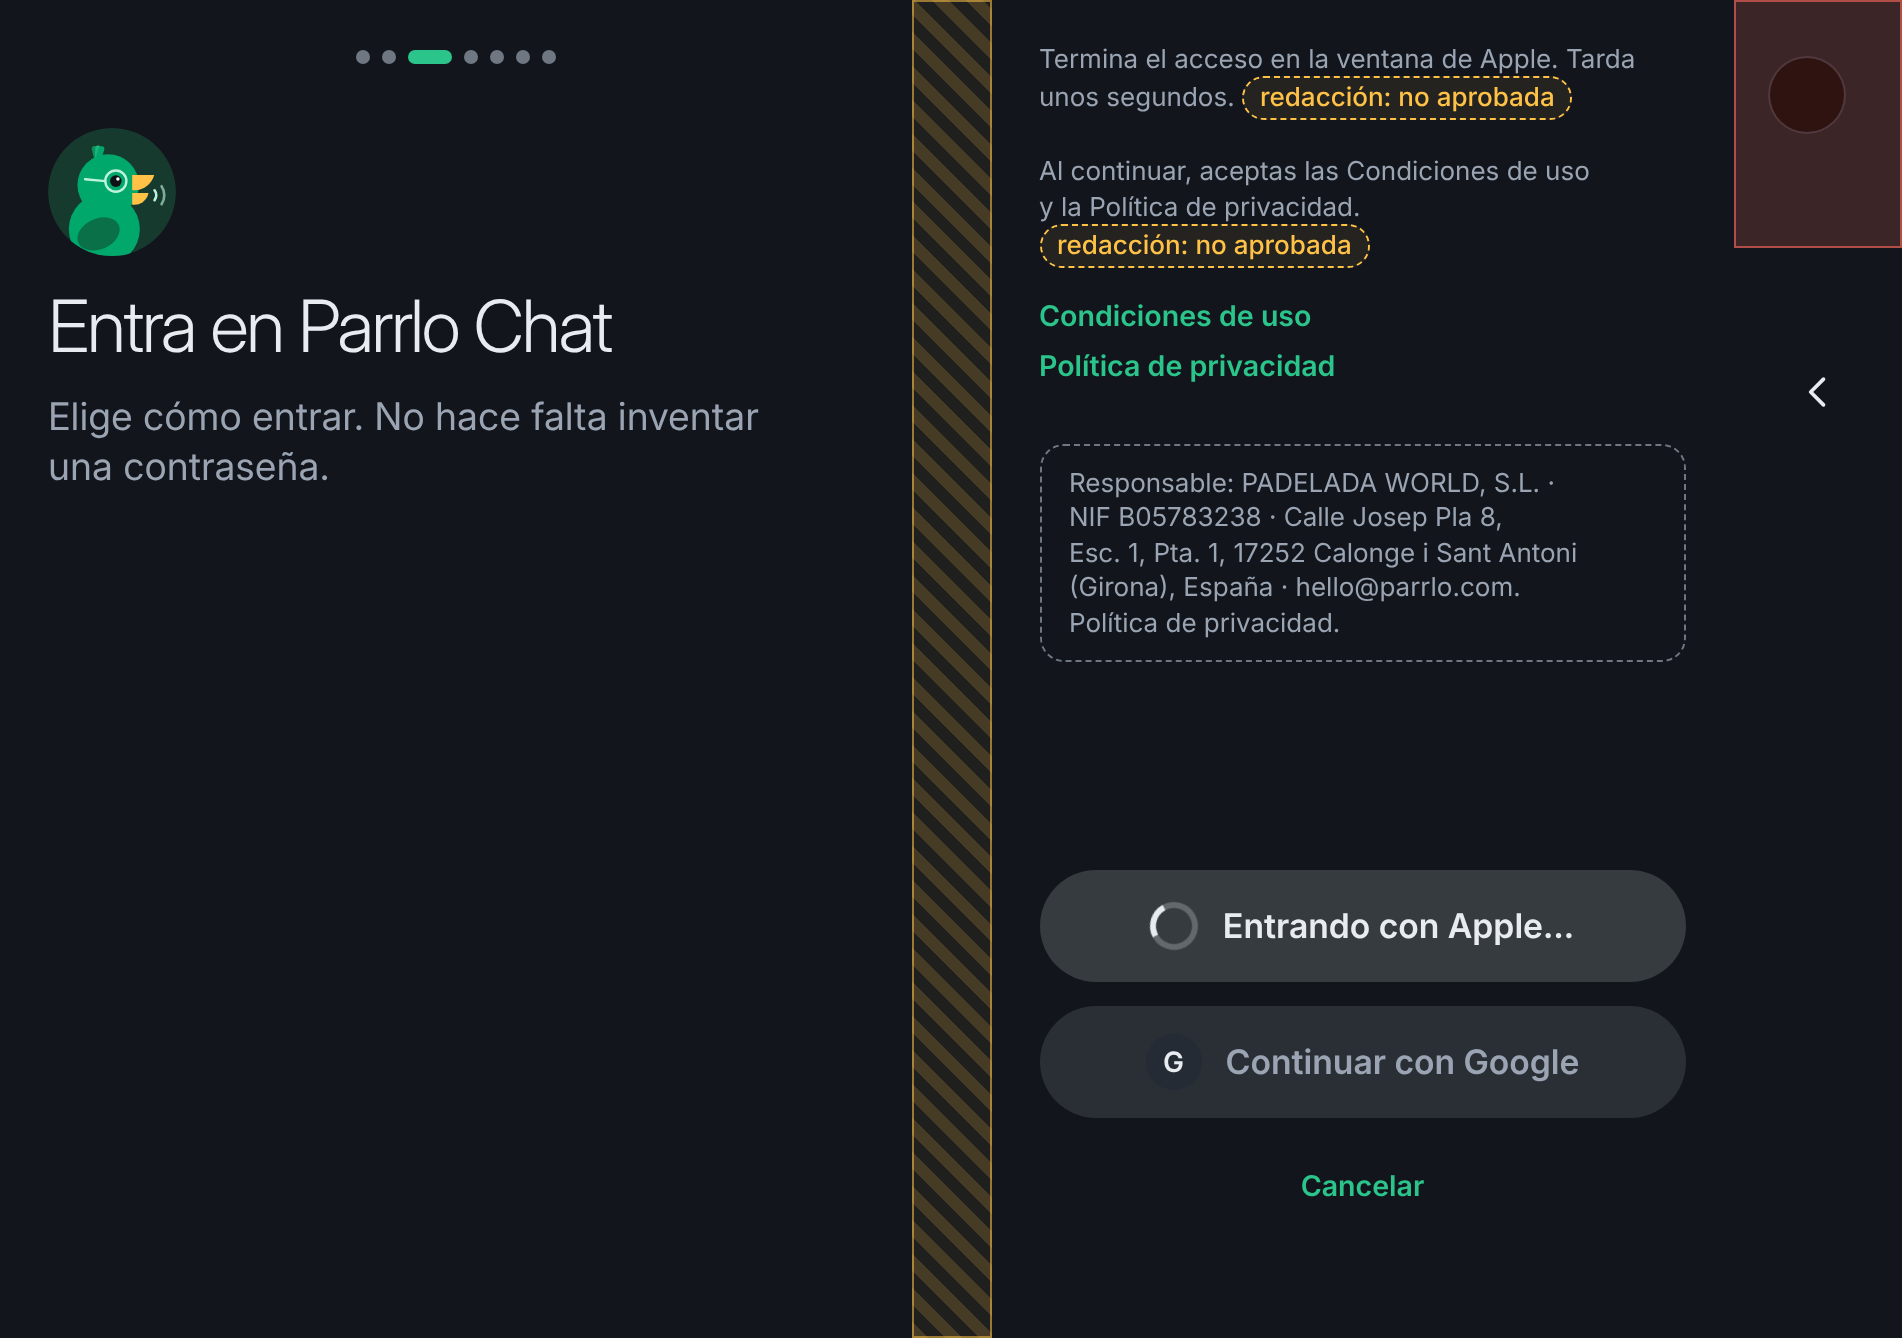 Entra en Parrlo Chat
Elige cómo entrar. No hace falta inventar
una contraseña.
Termina el acceso en la ventana de Apple. Tarda
unos segundos. redacción: no aprobada
Al continuar, aceptas las Condiciones de uso
y la Política de privacidad.
redacción: no aprobada
Condiciones de uso
Política de privacidad
Responsable: PADELADA WORLD, S.L. ·
NIF B05783238 · Calle Josep Pla 8,
Esc. 1, Pta. 1, 17252 Calonge i Sant Antoni
(Girona), España · hello@parrlo.com.
Política de privacidad.
Entrando con Apple...
G Continuar con Google
Cancelar